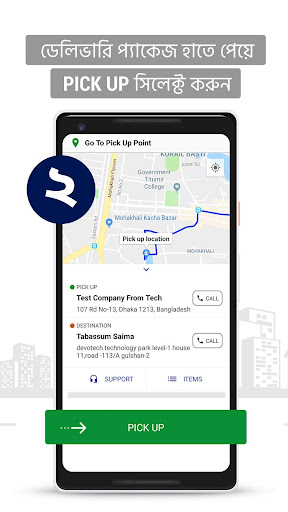 ডেলিভারি প্যাকেজ হাতে পেয়ে
PICK UP সিলেক্ট করুন
২
Go To Pick Up Point
KORAIL BASTI
Government
Titumir
College
Mohakhali Kacha Bazar
Pick up location
MOHAKHALI
PICK UP
Test Company From Tech
107 Rd No-13, Dhaka 1213, Bangladesh
CALL
DESTINATION
Tabassum Saima
devotech technology park level-1 house
11,road -113/A gulshan-2
CALL
SUPPORT
ITEMS
PICK UP